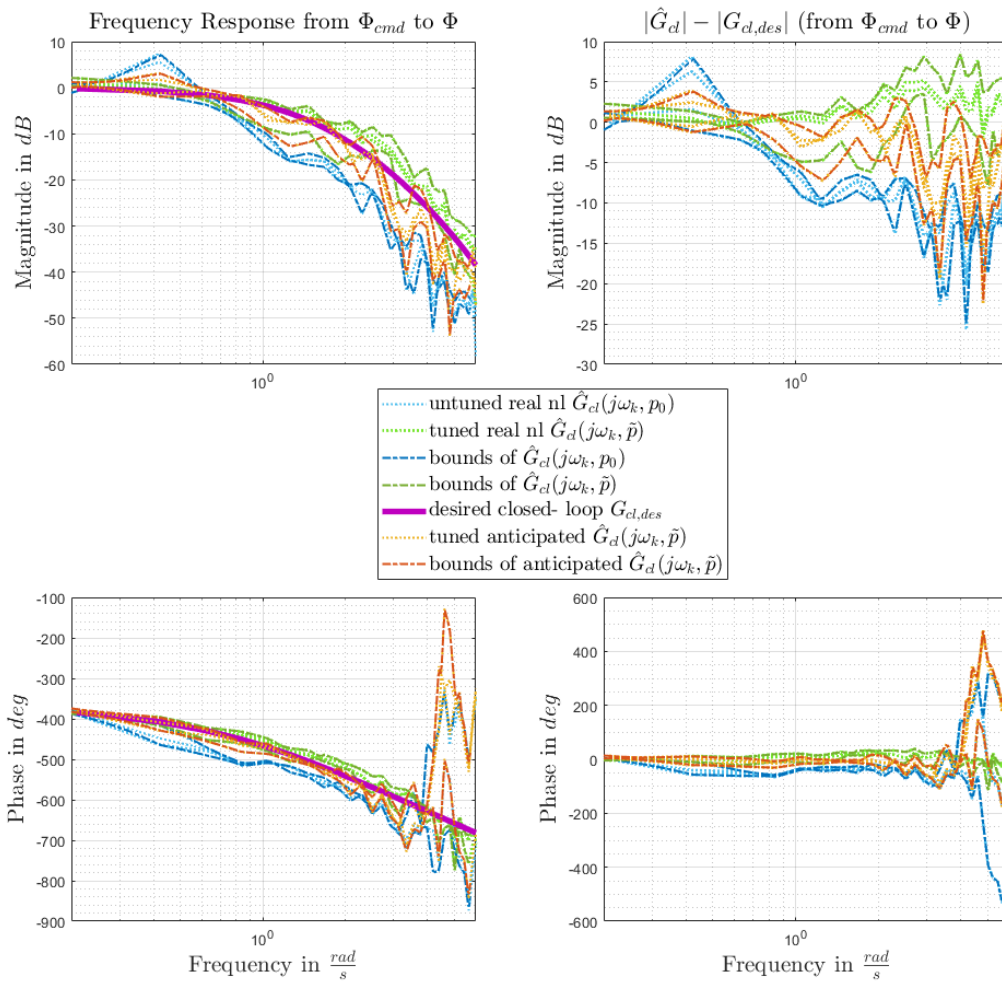 Frequency Response from Φ_cmd to Φ
|Ĝ_cl| − |G_cl,des| (from Φ_cmd to Φ)
Magnitude in dB
10
0
-10
-20
-30
-40
-50
-60
10^0
Magnitude in dB
10
5
0
-5
-10
-15
-20
-25
-30
10^0
untuned real nl Ĝ_cl(jω_k, p_0)
tuned real nl Ĝ_cl(jω_k, p̃)
bounds of Ĝ_cl(jω_k, p_0)
bounds of Ĝ_cl(jω_k, p̃)
desired closed- loop G_cl,des
tuned anticipated Ĝ_cl(jω_k, p̃)
bounds of anticipated Ĝ_cl(jω_k, p̃)
Phase in deg
-100
-200
-300
-400
-500
-600
-700
-800
-900
10^0
Frequency in rad/s
Phase in deg
600
400
200
0
-200
-400
-600
10^0
Frequency in rad/s